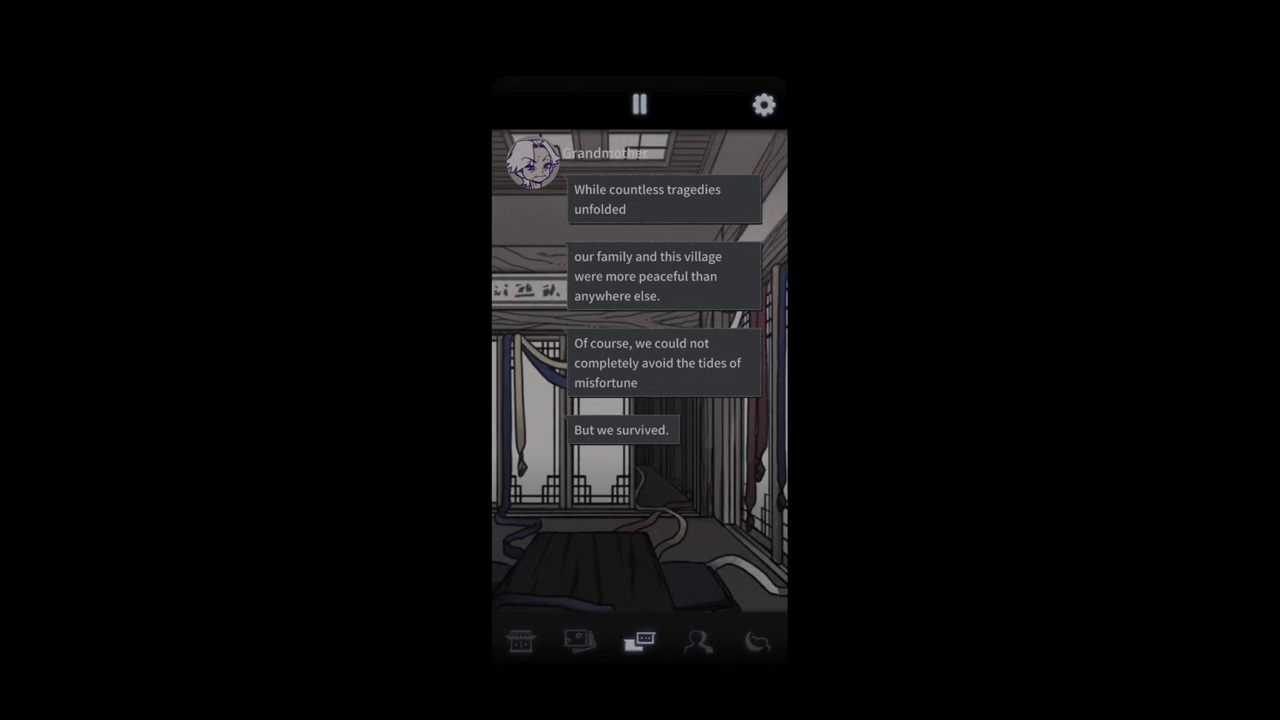 Grandmother
While countless tragedies
unfolded
our family and this village
were more peaceful than
anywhere else.
Of course, we could not
completely avoid the tides of
misfortune
But we survived.